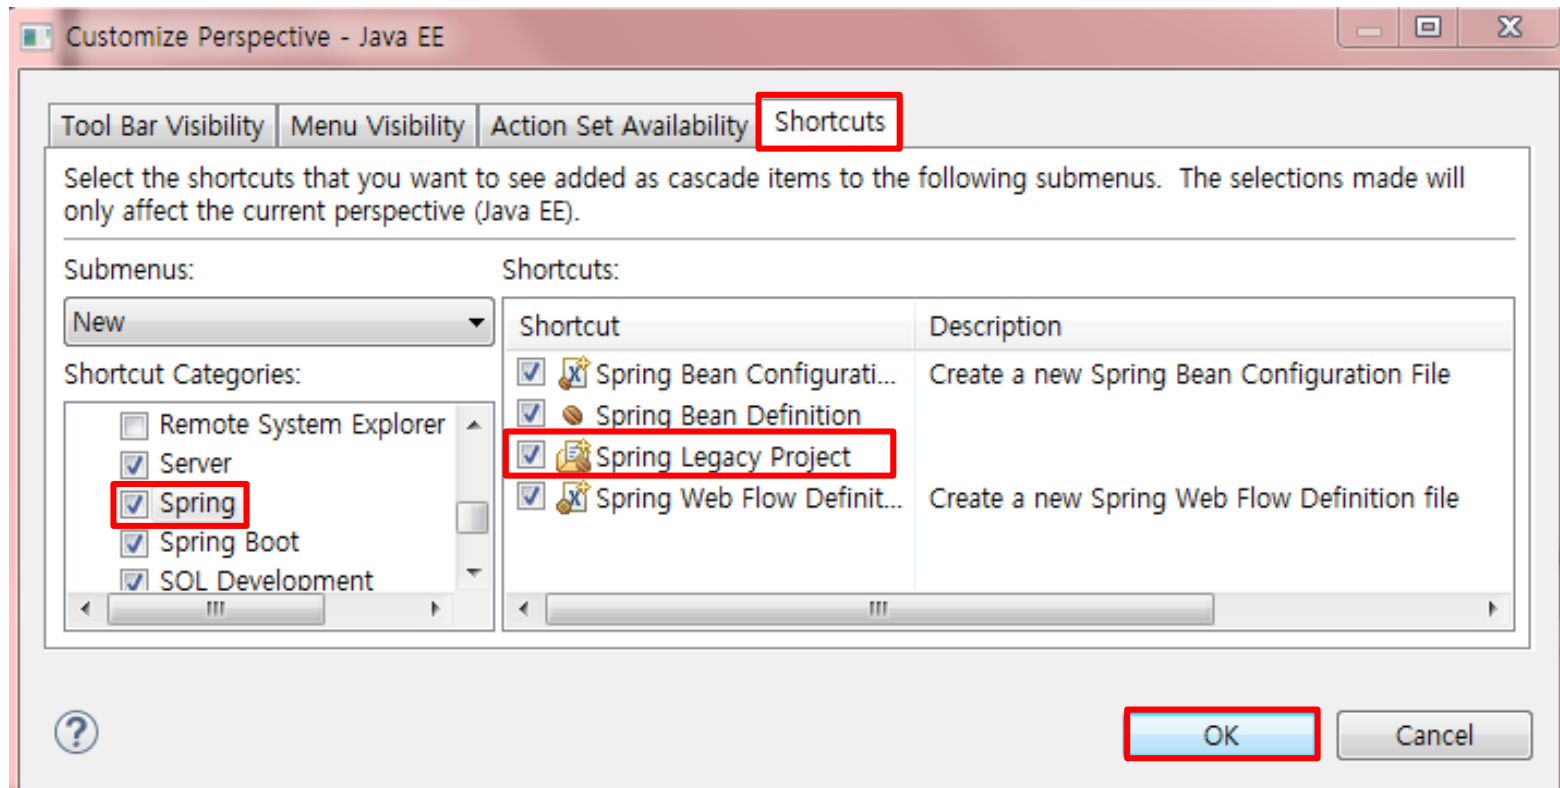 Customize Perspective - Java EE
Tool Bar Visibility
Menu Visibility
Action Set Availability
Shortcuts
Select the shortcuts that you want to see added as cascade items to the following submenus. The selections made will
only affect the current perspective (Java EE).
Submenus:
New
Shortcut Categories:
Remote System Explorer
Server
Spring
Spring Boot
SQL Development
Shortcuts:
Shortcut Description
Spring Bean Configurati... Create a new Spring Bean Configuration File
Spring Bean Definition
Spring Legacy Project
Spring Web Flow Definit... Create a new Spring Web Flow Definition file
?
OK
Cancel